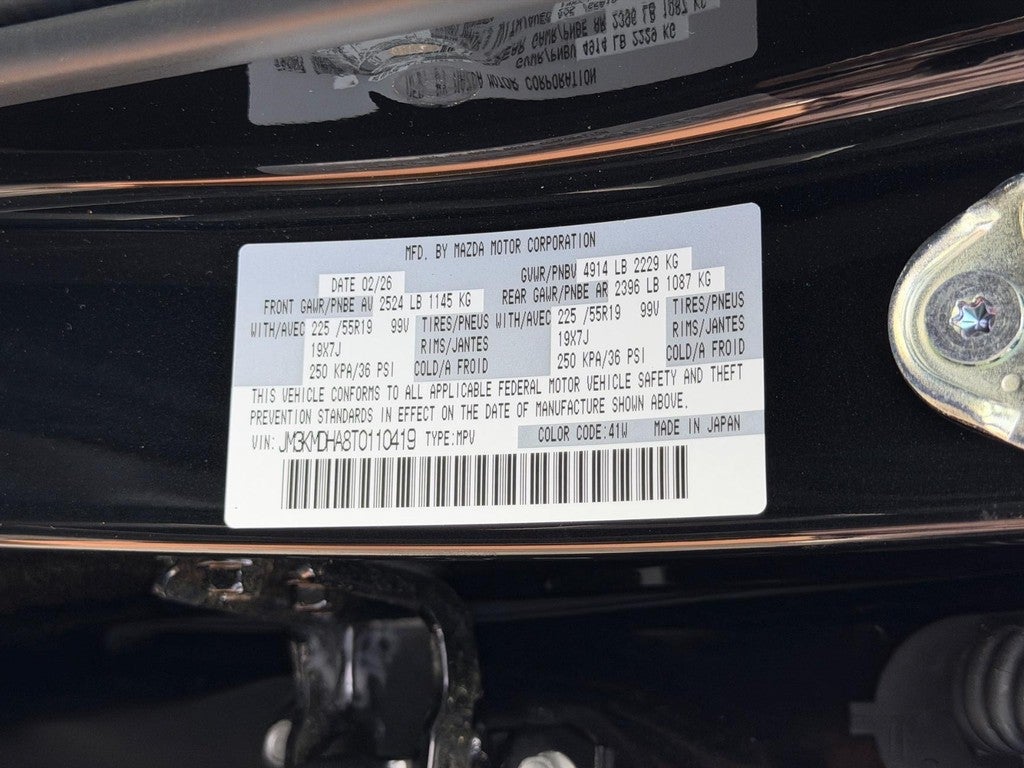 MFD. BY MAZDA MOTOR CORPORATION
DATE 02/26 GVWR/PNBV 4914 LB 2229 KG
FRONT GAWR/PNBE AV 2524 LB 1145 KG REAR GAWR/PNBE AR 2396 LB 1087 KG
WITH/AVEC 225 /55R19 99V TIRES/PNEUS WITH/AVEC 225 /55R19 99V TIRES/PNEUS
19X7J RIMS/JANTES 19X7J RIMS/JANTES
250 KPA/36 PSI COLD/A FROID 250 KPA/36 PSI COLD/A FROID
THIS VEHICLE CONFORMS TO ALL APPLICABLE FEDERAL MOTOR VEHICLE SAFETY AND THEFT
PREVENTION STANDARDS IN EFFECT ON THE DATE OF MANUFACTURE SHOWN ABOVE.
VIN: JM3KMDHA8T0110419 TYPE:MPV COLOR CODE:41W MADE IN JAPAN